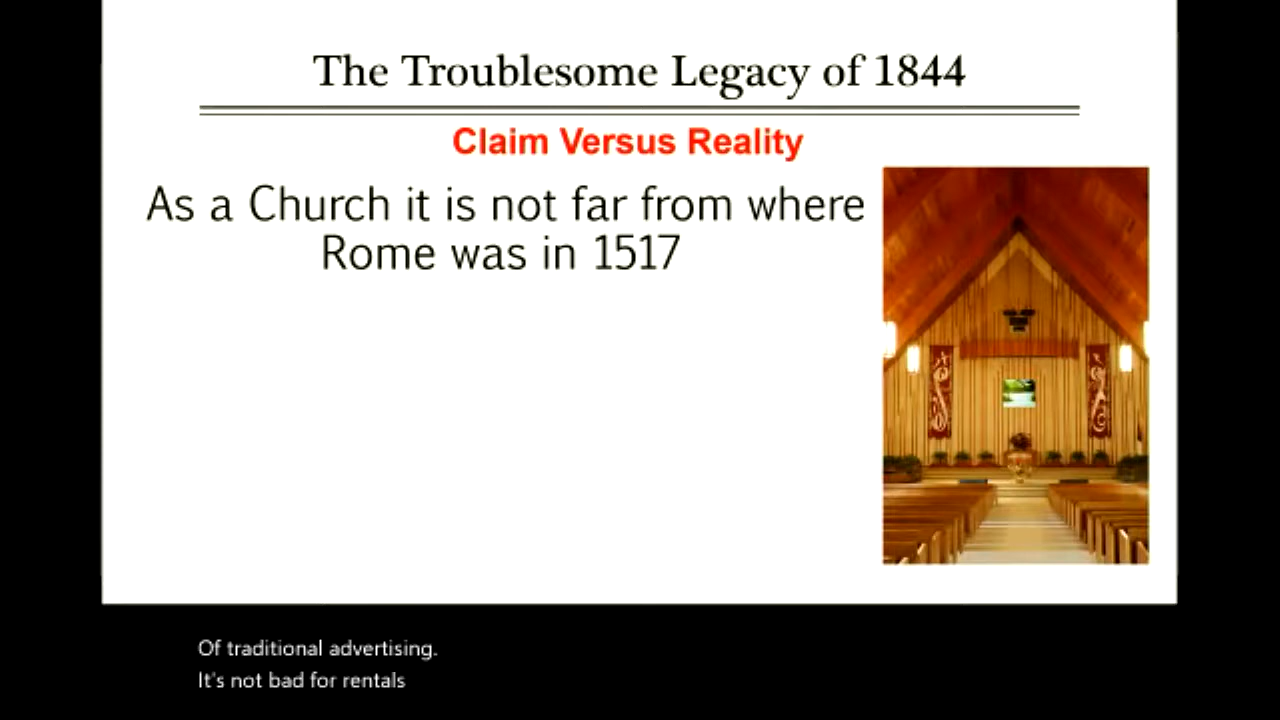 The Troublesome Legacy of 1844
Claim Versus Reality
As a Church it is not far from where
Rome was in 1517
Of traditional advertising.
It's not bad for rentals